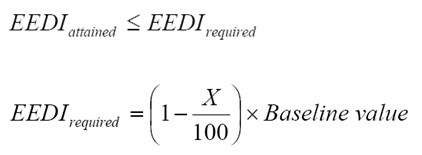 EEDI_attained ≤ EEDI_required
EEDI_required = (1 − X/100) × Baseline value